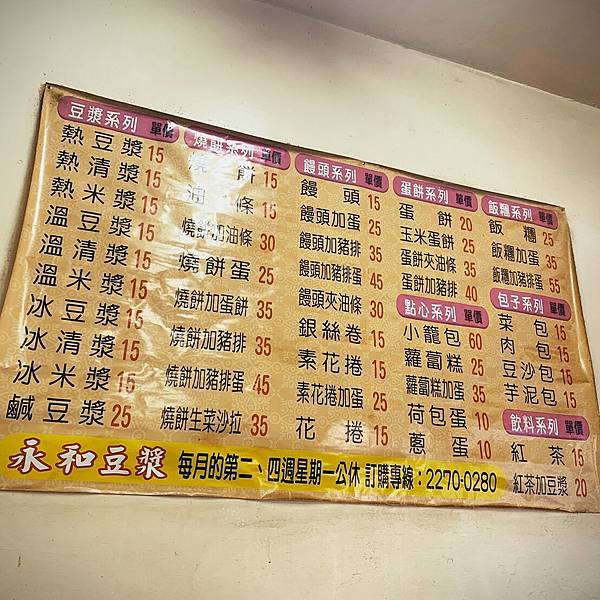 豆漿系列 單價
熱豆漿 15
熱清漿 15
熱米漿 15
溫豆漿 15
溫清漿 15
溫米漿 15
冰豆漿 15
冰清漿 15
冰米漿 15
鹹豆漿 25
燒餅系列 單價
燒餅 15
油條 15
燒餅加油條 30
燒餅蛋 25
燒餅加蛋餅 35
燒餅加豬排 35
燒餅加豬排蛋 45
燒餅生菜沙拉 35
饅頭系列 單價
饅頭 15
饅頭加蛋 25
饅頭加豬排 35
饅頭加豬排蛋 45
饅頭夾油條 30
銀絲卷 15
素花捲 15
素花捲加蛋 25
花捲 15
蛋餅系列 單價
蛋餅 20
玉米蛋餅 25
蛋餅夾油條 35
蛋餅加豬排 40
點心系列 單價
小籠包 60
蘿蔔糕 25
蘿蔔糕加蛋 35
荷包蛋 10
蔥蛋 10
飯糰系列 單價
飯糰 25
飯糰加蛋 35
飯糰加豬排蛋 55
包子系列 單價
菜包 15
肉包 15
豆沙包 15
芋泥包 15
飲料系列 單價
紅茶 15
紅茶加豆漿 20
永和豆漿 每月的第二、四週星期一公休 訂購專線:2270-0280